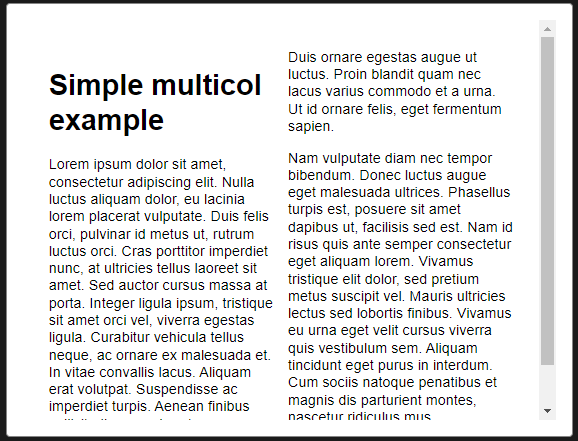 Simple multicol
example
Lorem ipsum dolor sit amet,
consectetur adipiscing elit. Nulla
luctus aliquam dolor, eu lacinia
lorem placerat vulputate. Duis felis
orci, pulvinar id metus ut, rutrum
luctus orci. Cras porttitor imperdiet
nunc, at ultricies tellus laoreet sit
amet. Sed auctor cursus massa at
porta. Integer ligula ipsum, tristique
sit amet orci vel, viverra egestas
ligula. Curabitur vehicula tellus
neque, ac ornare ex malesuada et.
In vitae convallis lacus. Aliquam
erat volutpat. Suspendisse ac
imperdiet turpis. Aenean finibus
Duis ornare egestas augue ut
luctus. Proin blandit quam nec
lacus varius commodo et a urna.
Ut id ornare felis, eget fermentum
sapien.
Nam vulputate diam nec tempor
bibendum. Donec luctus augue
eget malesuada ultrices. Phasellus
turpis est, posuere sit amet
dapibus ut, facilisis sed est. Nam id
risus quis ante semper consectetur
eget aliquam lorem. Vivamus
tristique elit dolor, sed pretium
metus suscipit vel. Mauris ultricies
lectus sed lobortis finibus. Vivamus
eu urna eget velit cursus viverra
quis vestibulum sem. Aliquam
tincidunt eget purus in interdum.
Cum sociis natoque penatibus et
magnis dis parturient montes,
nascetur ridiculus mus.